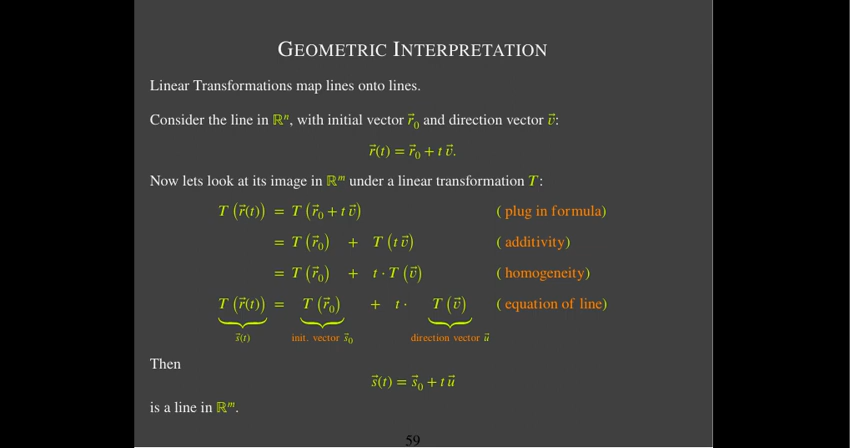 GEOMETRIC INTERPRETATION
Linear Transformations map lines onto lines.
Consider the line in ℝⁿ, with initial vector r⃗₀ and direction vector v⃗:
r⃗(t) = r⃗₀ + t v⃗.
Now lets look at its image in ℝᵐ under a linear transformation T:
T (r⃗(t)) = T (r⃗₀ + t v⃗) ( plug in formula)
= T (r⃗₀) + T (t v⃗) ( additivity)
= T (r⃗₀) + t · T (v⃗) ( homogeneity)
T (r⃗(t)) = T (r⃗₀) + t · T (v⃗) ( equation of line)
s⃗(t) init. vector s⃗₀ direction vector u⃗
Then
s⃗(t) = s⃗₀ + t u⃗
is a line in ℝᵐ.
59